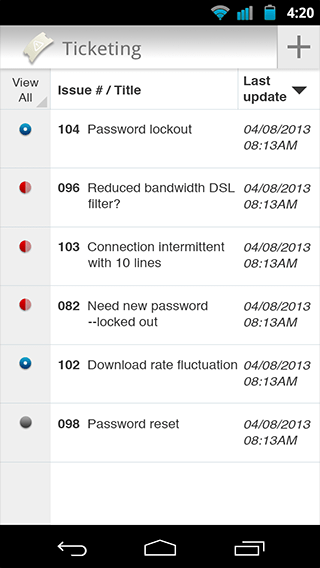 4:20
Ticketing
View
All
Issue # / Title
Last
update
104 Password lockout
04/08/2013
08:13AM
096 Reduced bandwidth DSL
filter?
04/08/2013
08:13AM
103 Connection intermittent
with 10 lines
04/08/2013
08:13AM
082 Need new password
--locked out
04/08/2013
08:13AM
102 Download rate fluctuation
04/08/2013
08:13AM
098 Password reset
04/08/2013
08:13AM